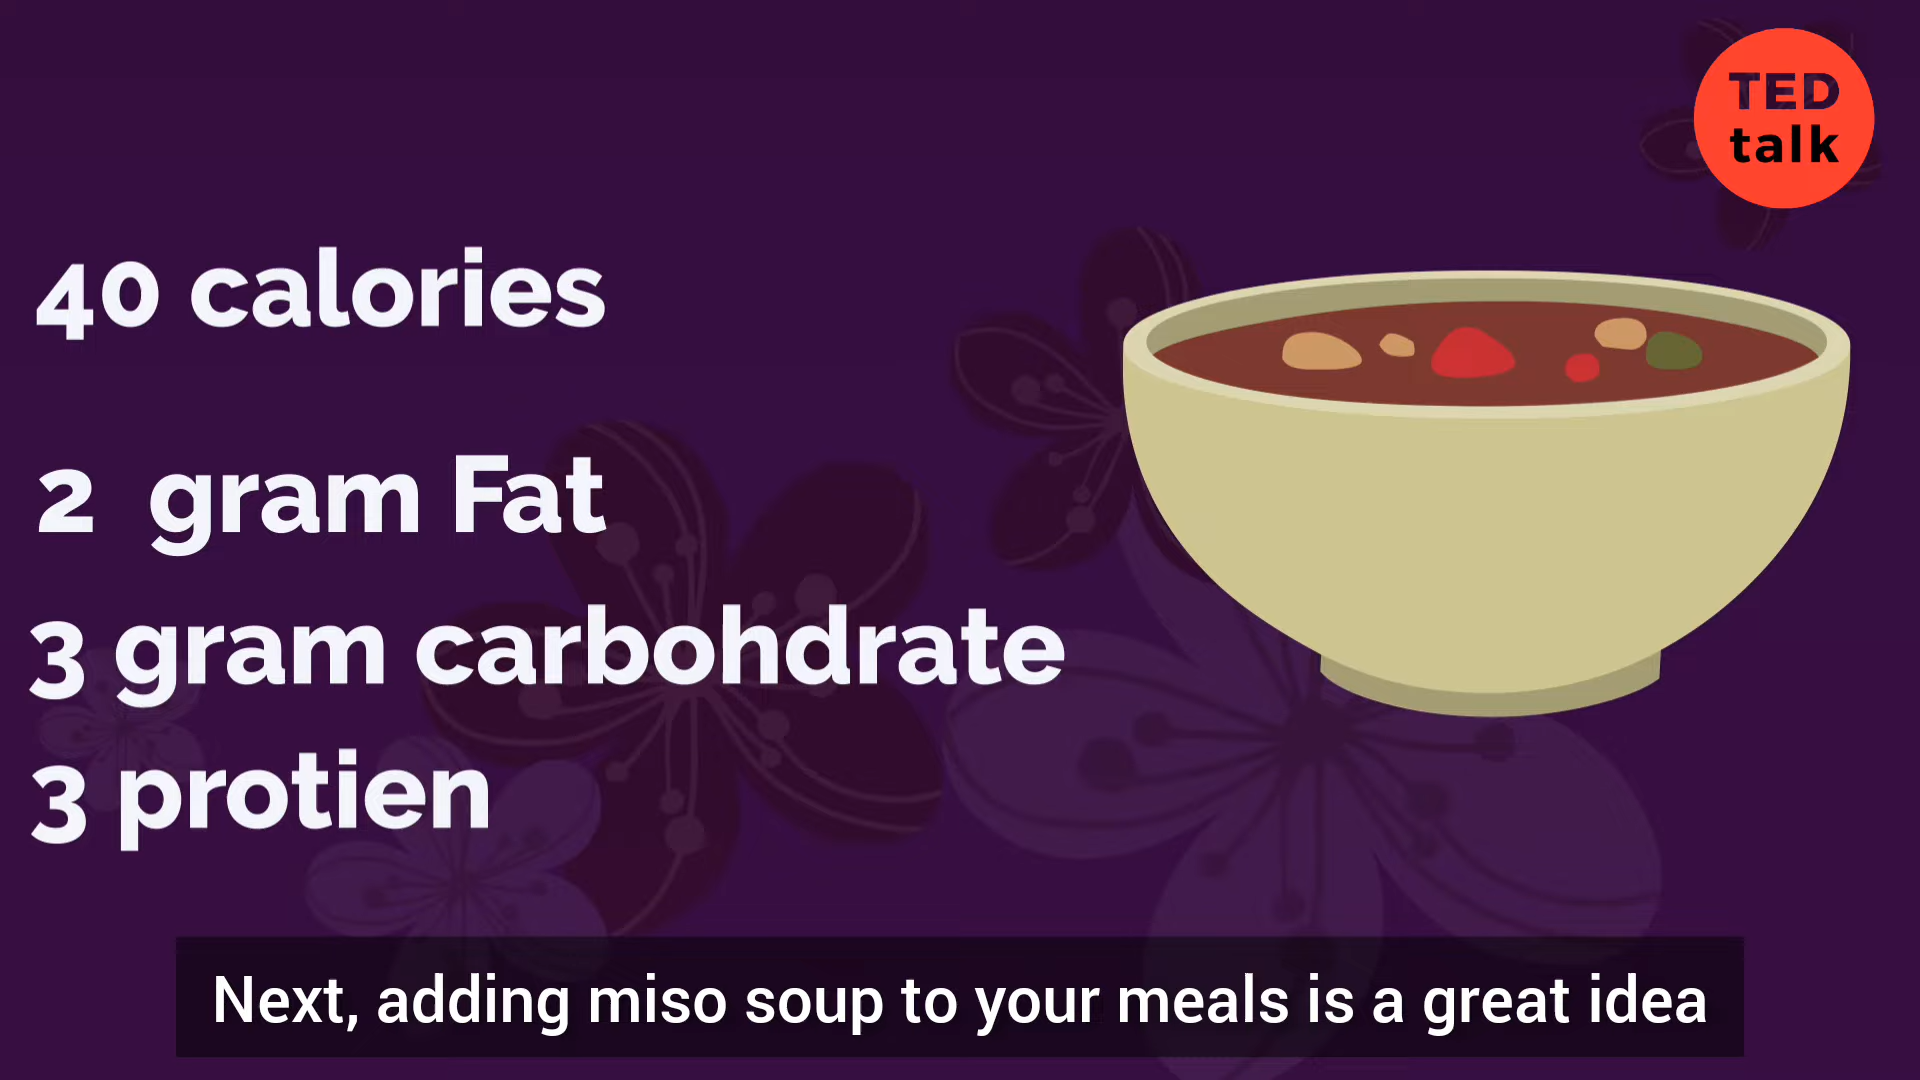 TED
talk
40 calories
2 gram Fat
3 gram carbohdrate
3 protien
Next, adding miso soup to your meals is a great idea